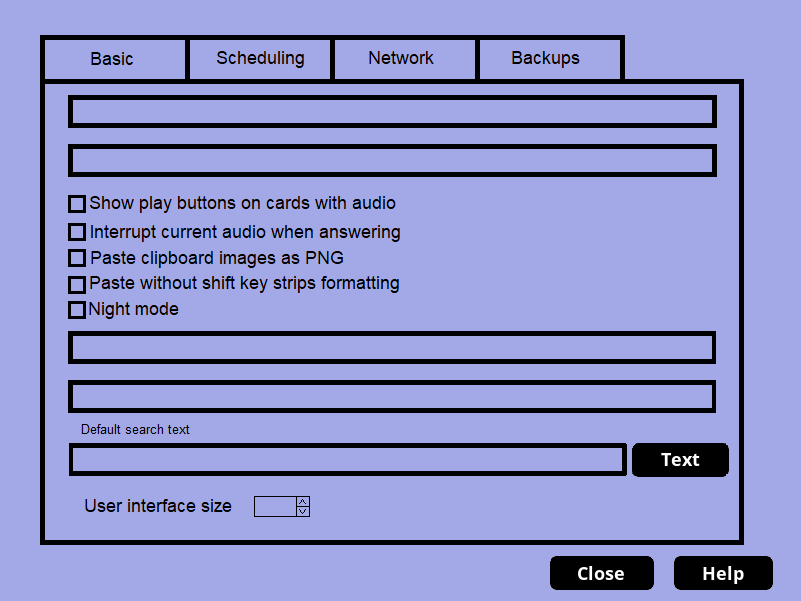 Basic Scheduling Network Backups
Show play buttons on cards with audio
Interrupt current audio when answering
Paste clipboard images as PNG
Paste without shift key strips formatting
Night mode
Default search text
Text
User interface size
Close Help